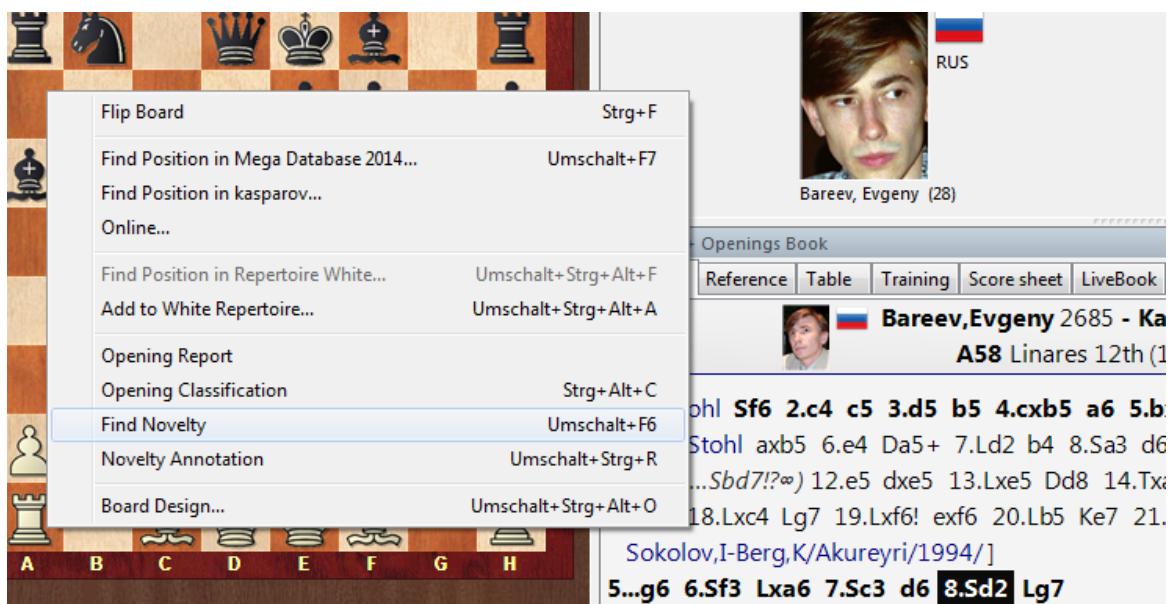 Flip Board Strg+F
Find Position in Mega Database 2014... Umschalt+F7
Find Position in kasparov...
Online...
Find Position in Repertoire White... Umschalt+Strg+Alt+F
Add to White Repertoire... Umschalt+Strg+Alt+A
Opening Report
Opening Classification Strg+Alt+C
Find Novelty Umschalt+F6
Novelty Annotation Umschalt+Strg+R
Board Design... Umschalt+Strg+Alt+O
A B C D E F G H
RUS
Bareev, Evgeny (28)
+ Openings Book
Reference Table Training Score sheet LiveBook
Bareev,Evgeny 2685 - Ka
A58 Linares 12th (1
Sf6 2.c4 c5 3.d5 b5 4.cxb5 a6 5.b
Stohl axb5 6.e4 Da5+ 7.Ld2 b4 8.Sa3 d6
...Sbd7!?∞) 12.e5 dxe5 13.Lxe5 Dd8 14.Txa
18.Lxc4 Lg7 19.Lxf6! exf6 20.Lb5 Ke7 21.
Sokolov,I-Berg,K/Akureyri/1994/]
5...g6 6.Sf3 Lxa6 7.Sc3 d6 8.Sd2 Lg7